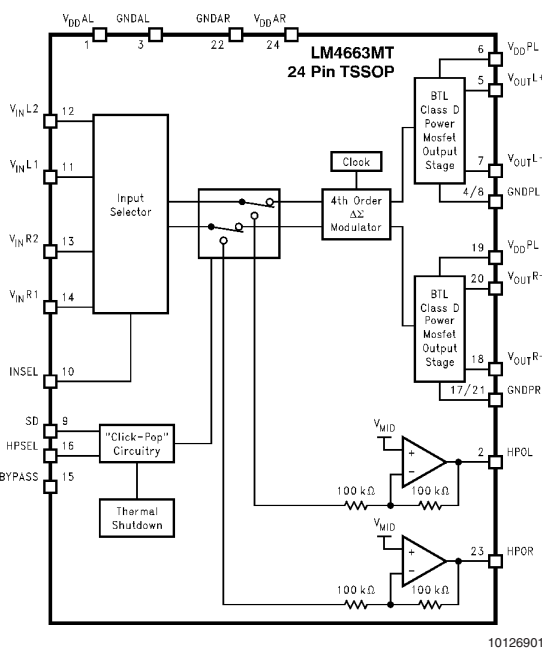 VDDAL GNDAL GNDAR VDDAR
1 3 22 24
LM4663MT
24 Pin TSSOP
6 VDDPL
5 VOUTL+
BTL
Class D
Power
Mosfet
Output
Stage
7 VOUTL-
4/8 GNDPL
VINL2 12
VINL1 11
VINR2 13
VINR1 14
Input
Selector
Clock
4th Order
ΔΣ
Modulator
19 VDDPL
20 VOUTR-
BTL
Class D
Power
Mosfet
Output
Stage
18 VOUTR-
17/21 GNDPR
INSEL 10
SD 9
HPSEL 16
BYPASS 15
"Click-Pop"
Circuitry
Thermal
Shutdown
VMID
+
−
2 HPOL
100 kΩ 100 kΩ
VMID
+
−
23 HPOR
100 kΩ 100 kΩ
10126901